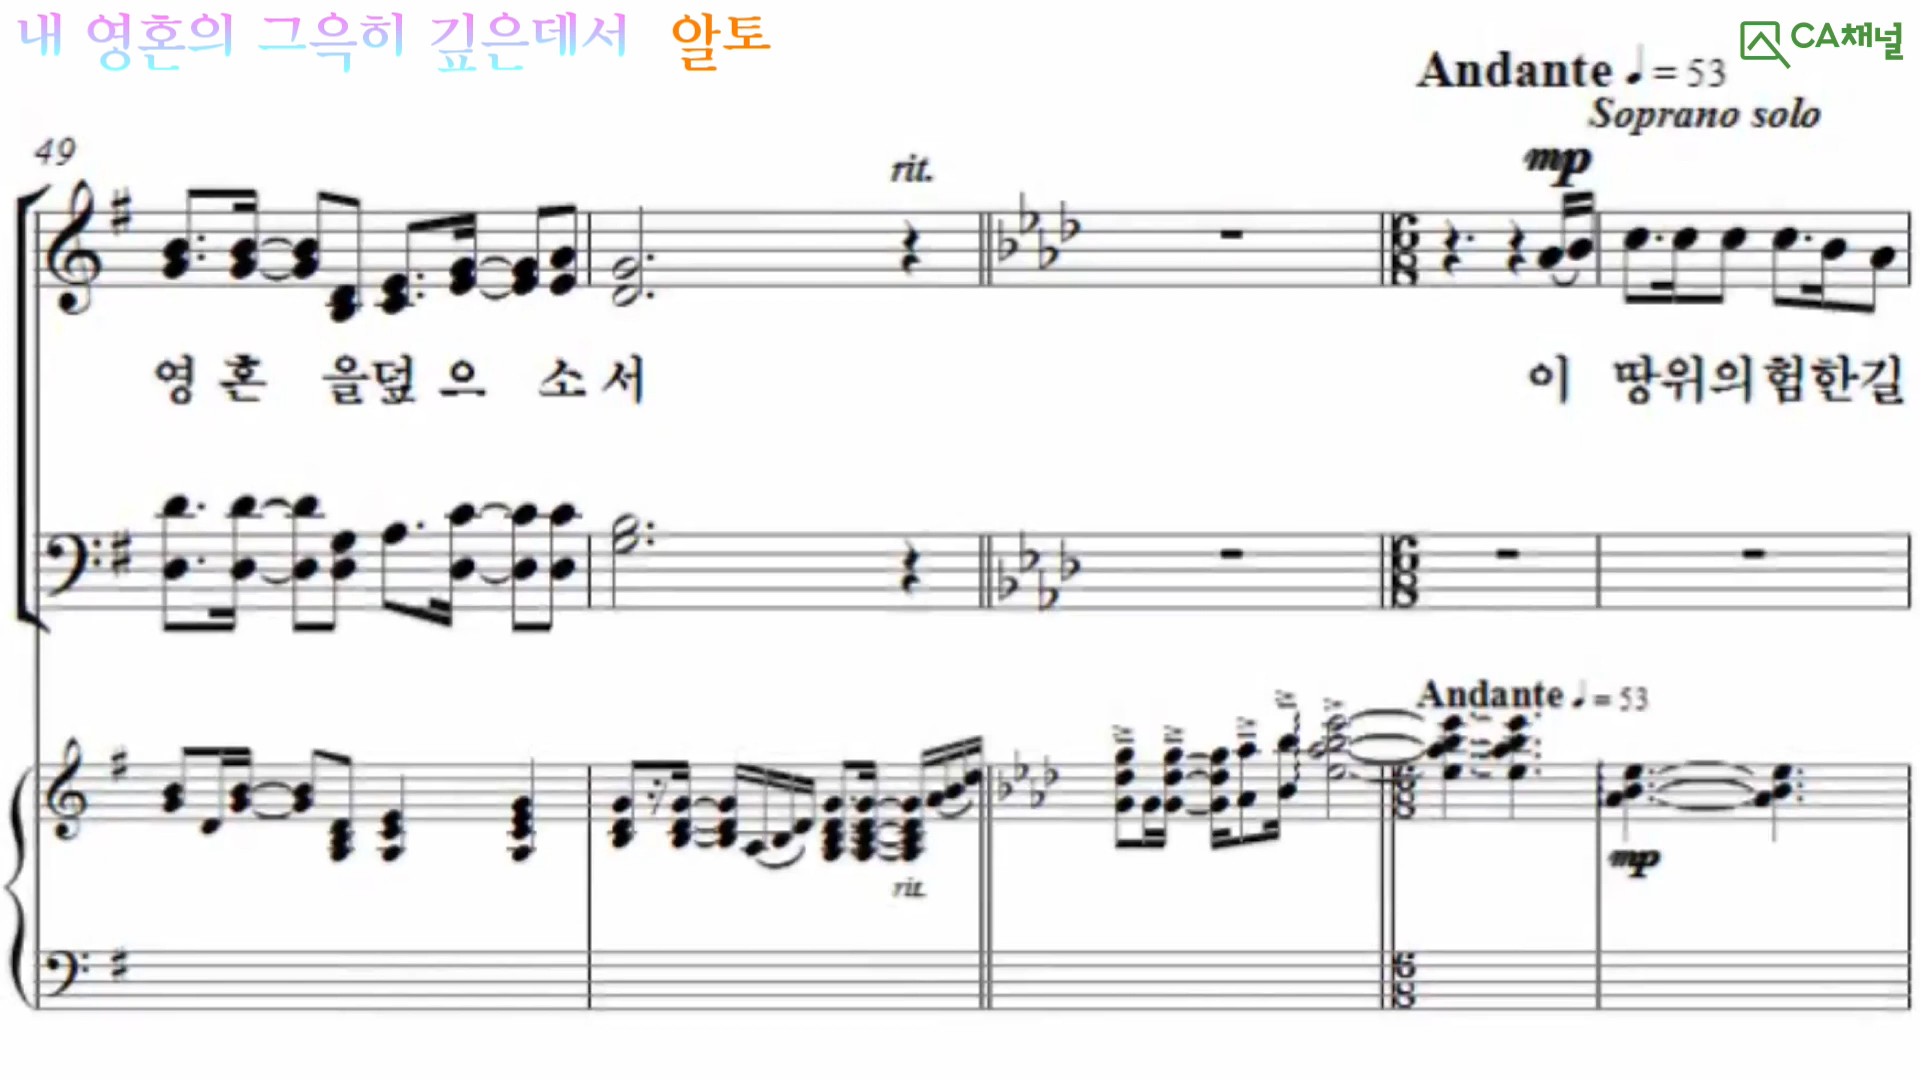 내 영혼의 그윽히 깊은데서 알토
CA채널
Andante ♩ = 53
Soprano solo
49
rit.
mp
영 혼 을덮 으 소 서 이 땅위의험한길
Andante ♩ = 53
mp
rit.